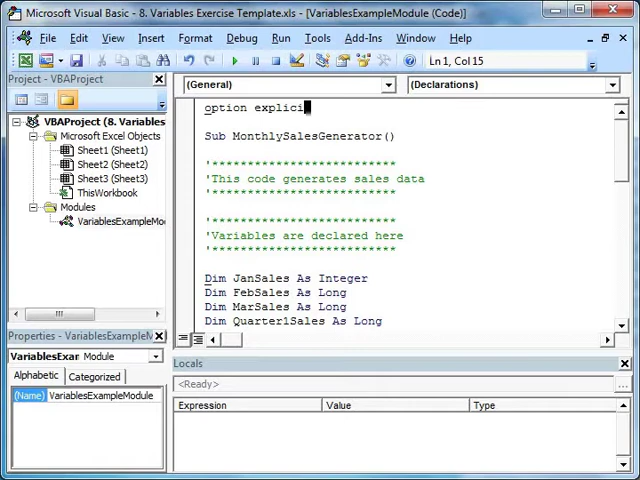 Microsoft Visual Basic - 8. Variables Exercise Template.xls - [VariablesExampleModule (Code)]
File Edit View Insert Format Debug Run Tools Add-Ins Window Help
Ln 1, Col 15
Project - VBAProject
(General) (Declarations)
VBAProject (8. Varia
Microsoft Excel Objects
Sheet1 (Sheet1)
Sheet2 (Sheet2)
Sheet3 (Sheet3)
ThisWorkbook
Modules
VariablesExampleMo
option explici
Sub MonthlySalesGenerator()
'**************************
'This code generates sales data
'**************************
'**************************
'Variables are declared here
'**************************
Dim JanSales As Integer
Dim FebSales As Long
Dim MarSales As Long
Dim Quarter1Sales As Long
Properties - VariablesExampleM
VariablesExar Module
Alphabetic Categorized
(Name) VariablesExampleModule
Locals
<Ready>
...
Expression Value Type